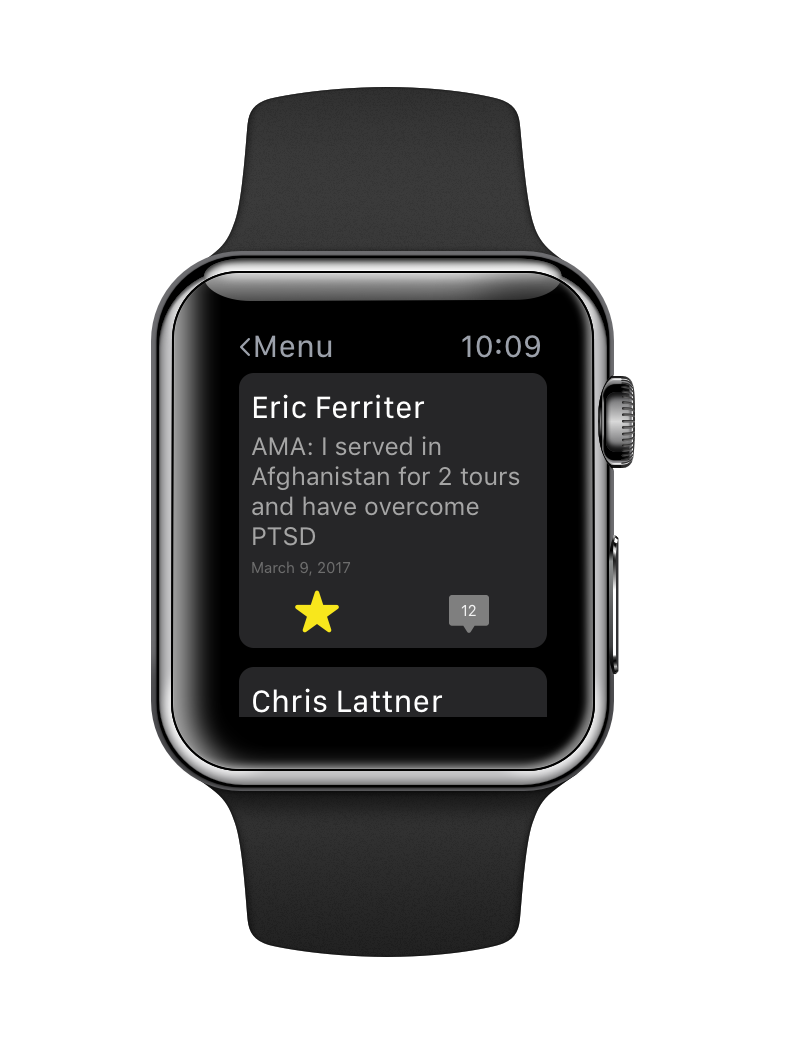 <Menu 10:09
Eric Ferriter
AMA: I served in
Afghanistan for 2 tours
and have overcome
PTSD
March 9, 2017
12
Chris Lattner